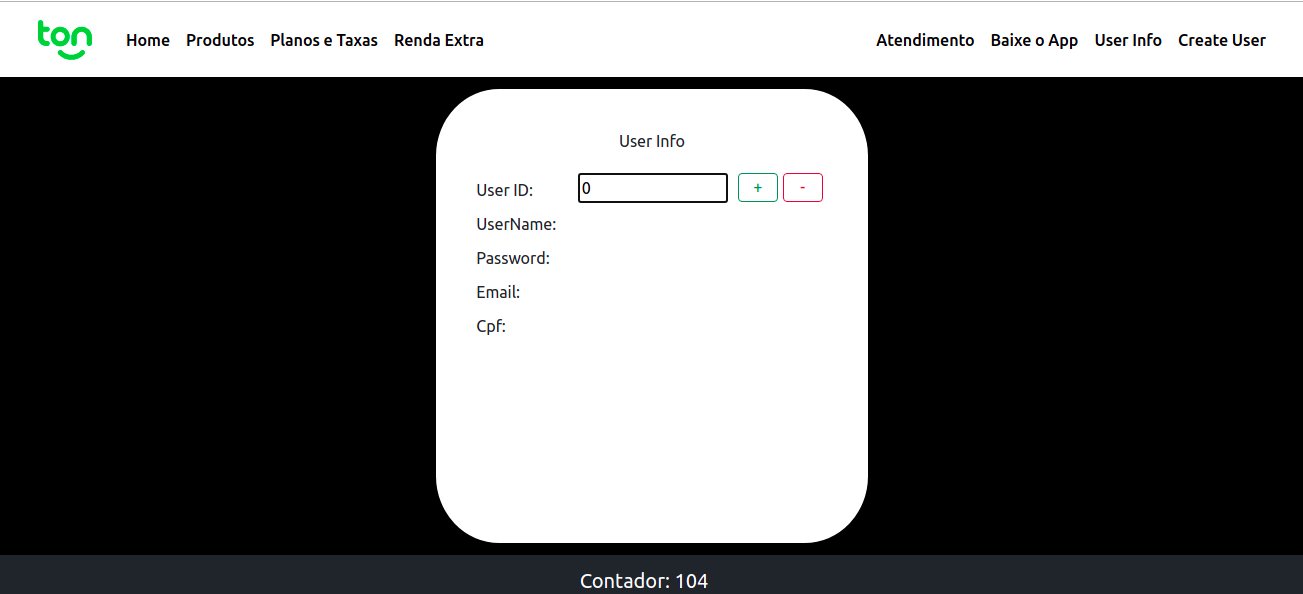 ton Home Produtos Planos e Taxas Renda Extra Atendimento Baixe o App User Info Create User
User Info
User ID: 0 + -
UserName:
Password:
Email:
Cpf:
Contador: 104